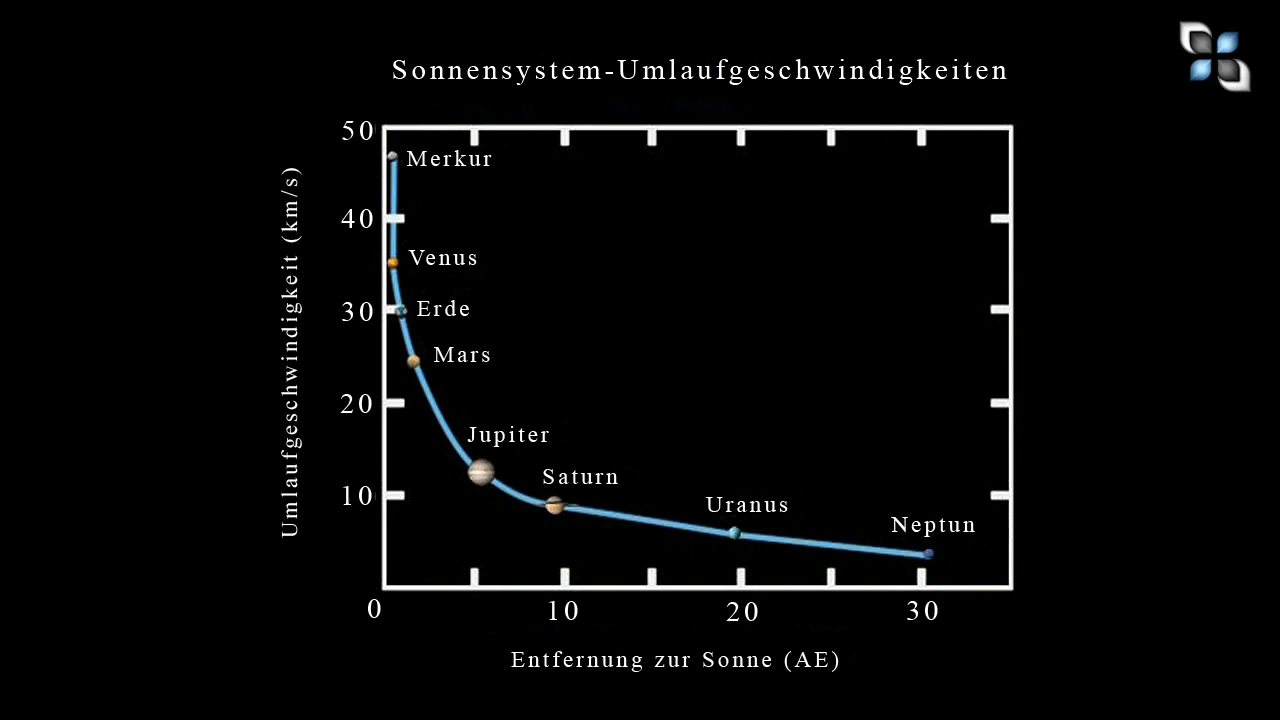 Sonnensystem-Umlaufgeschwindigkeiten
50
Merkur
40
Venus
30
Erde
Mars
20
Jupiter
Saturn
10
Uranus
Neptun
Umlaufgeschwindigkeit (km/s)
0
10
20
30
Entfernung zur Sonne (AE)